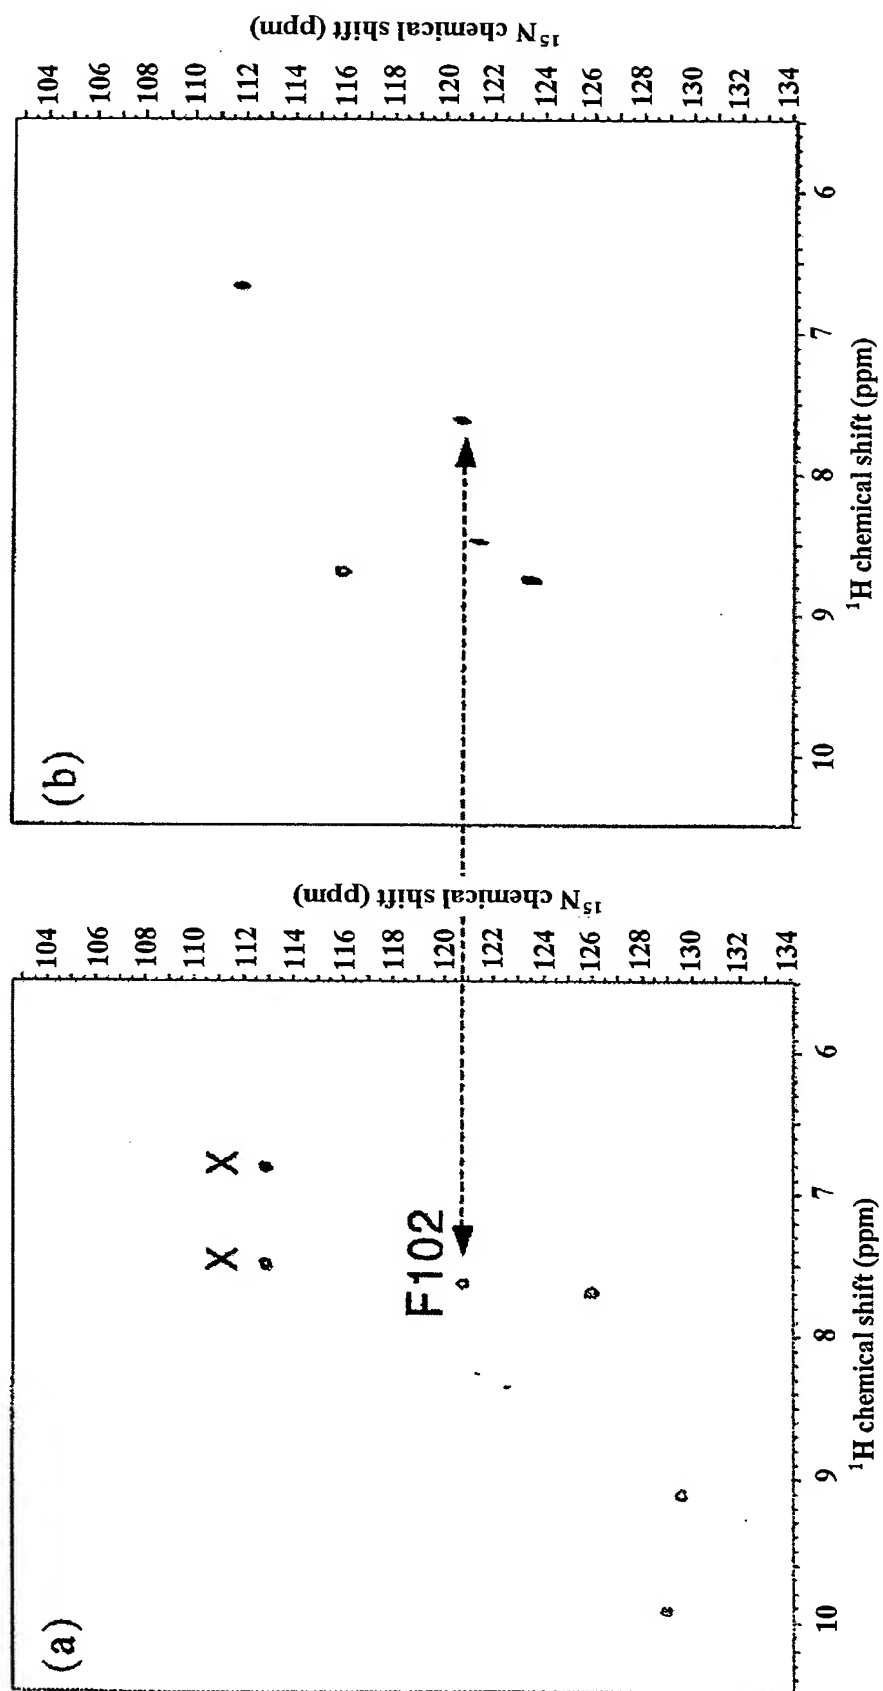 (a)
X
X
F102
104 106 108 110 112 114 116 118 120 122 124 126 128 130 132 134
¹⁵N chemical shift (ppm)
10 9 8 7 6
¹H chemical shift (ppm)
(b)
104 106 108 110 112 114 116 118 120 122 124 126 128 130 132 134
¹⁵N chemical shift (ppm)
10 9 8 7 6
¹H chemical shift (ppm)